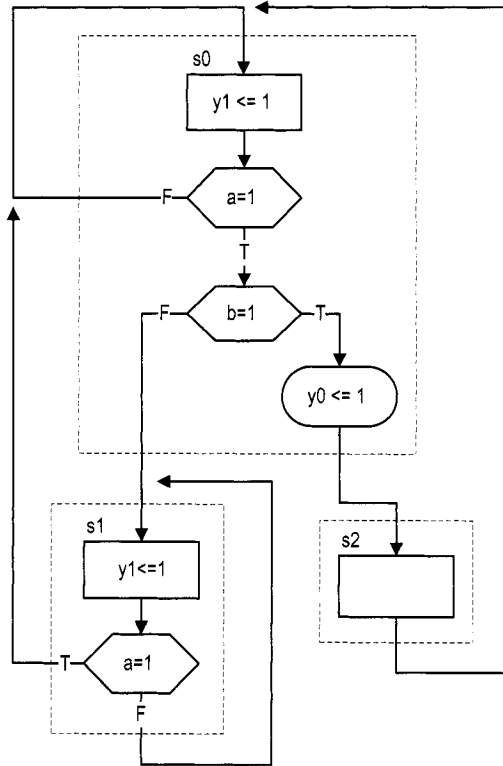 s0
y1 <= 1
F
a=1
T
F
b=1
T
y0 <= 1
s1
y1<=1
s2
T
a=1
F